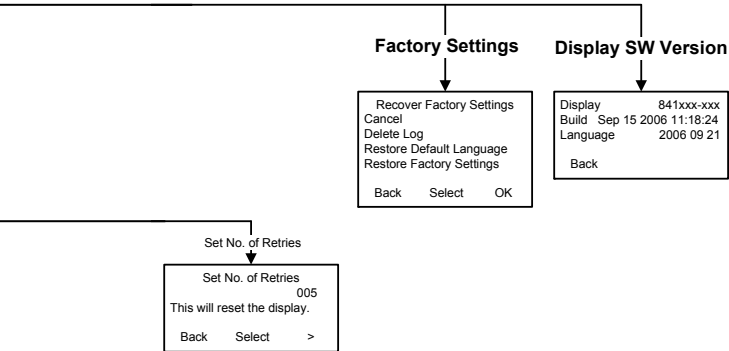 Factory Settings
Display SW Version
Recover Factory Settings
Cancel
Delete Log
Restore Default Language
Restore Factory Settings
Back Select OK
Display 841xxx-xxx
Build Sep 15 2006 11:18:24
Language 2006 09 21
Back
Set No. of Retries
Set No. of Retries
005
This will reset the display.
Back Select >